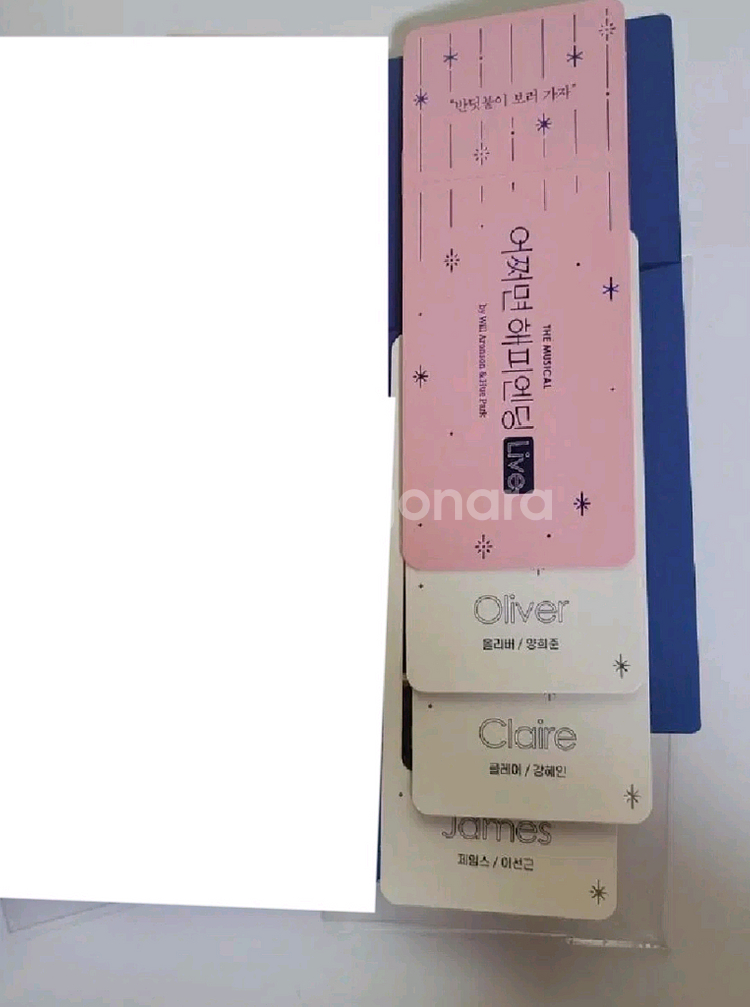 "반딧불이 보러 가자"
어쩌면 해피엔딩 Live
THE MUSICAL
by Will Aronson & Hue Park
onara
Oliver
올리버 / 양희준
Claire
클레어 / 강혜인
James
제임스 / 이선근